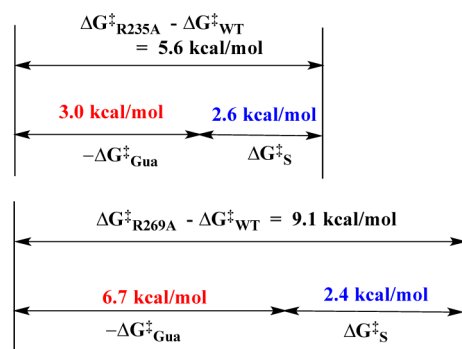 ΔG‡R235A - ΔG‡WT
= 5.6 kcal/mol
3.0 kcal/mol 2.6 kcal/mol
−ΔG‡Gua ΔG‡S
ΔG‡R269A - ΔG‡WT = 9.1 kcal/mol
6.7 kcal/mol 2.4 kcal/mol
−ΔG‡Gua ΔG‡S